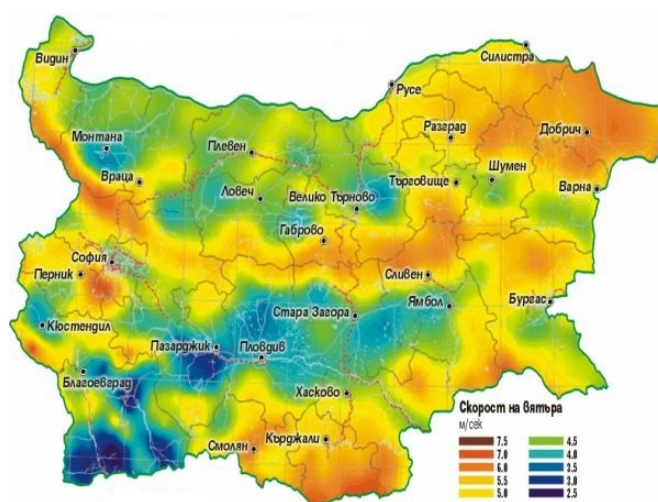 Силистра
Видин
Русе
Разград
Добрич
Монтана
Плевен
Враца
Търговище
Шумен
Варна
Ловеч
Велико Търново
Габрово
София
Перник
Сливен
Ямбол
Бургас
Стара Загора
Кюстендил
Пазарджик
Пловдив
Благоевград
Хасково
Смолян
Кърджали
Скорост на вятъра
м/сек
7.5 4.5
7.0 4.0
6.0 2.5
5.5 2.0
5.0 2.5